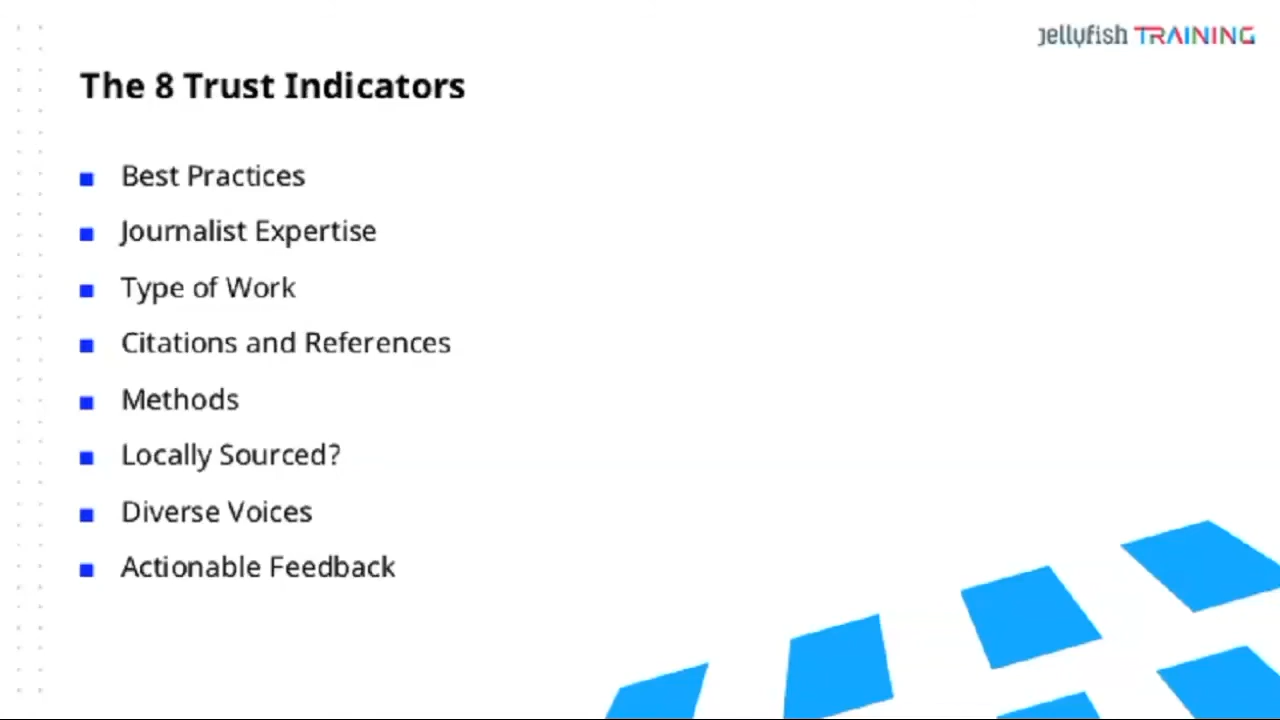 jellyfish TRAINING
The 8 Trust Indicators
Best Practices
Journalist Expertise
Type of Work
Citations and References
Methods
Locally Sourced?
Diverse Voices
Actionable Feedback